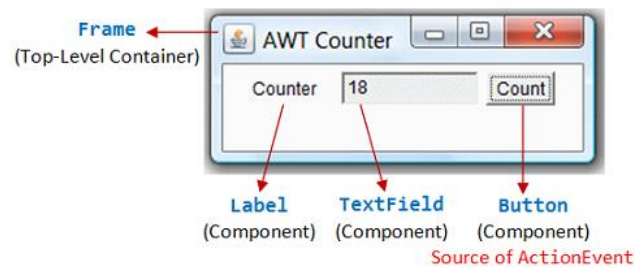 Frame
(Top-Level Container)
AWT Counter
Counter
18
Count
Label
(Component)
TextField
(Component)
Button
(Component)
Source of ActionEvent